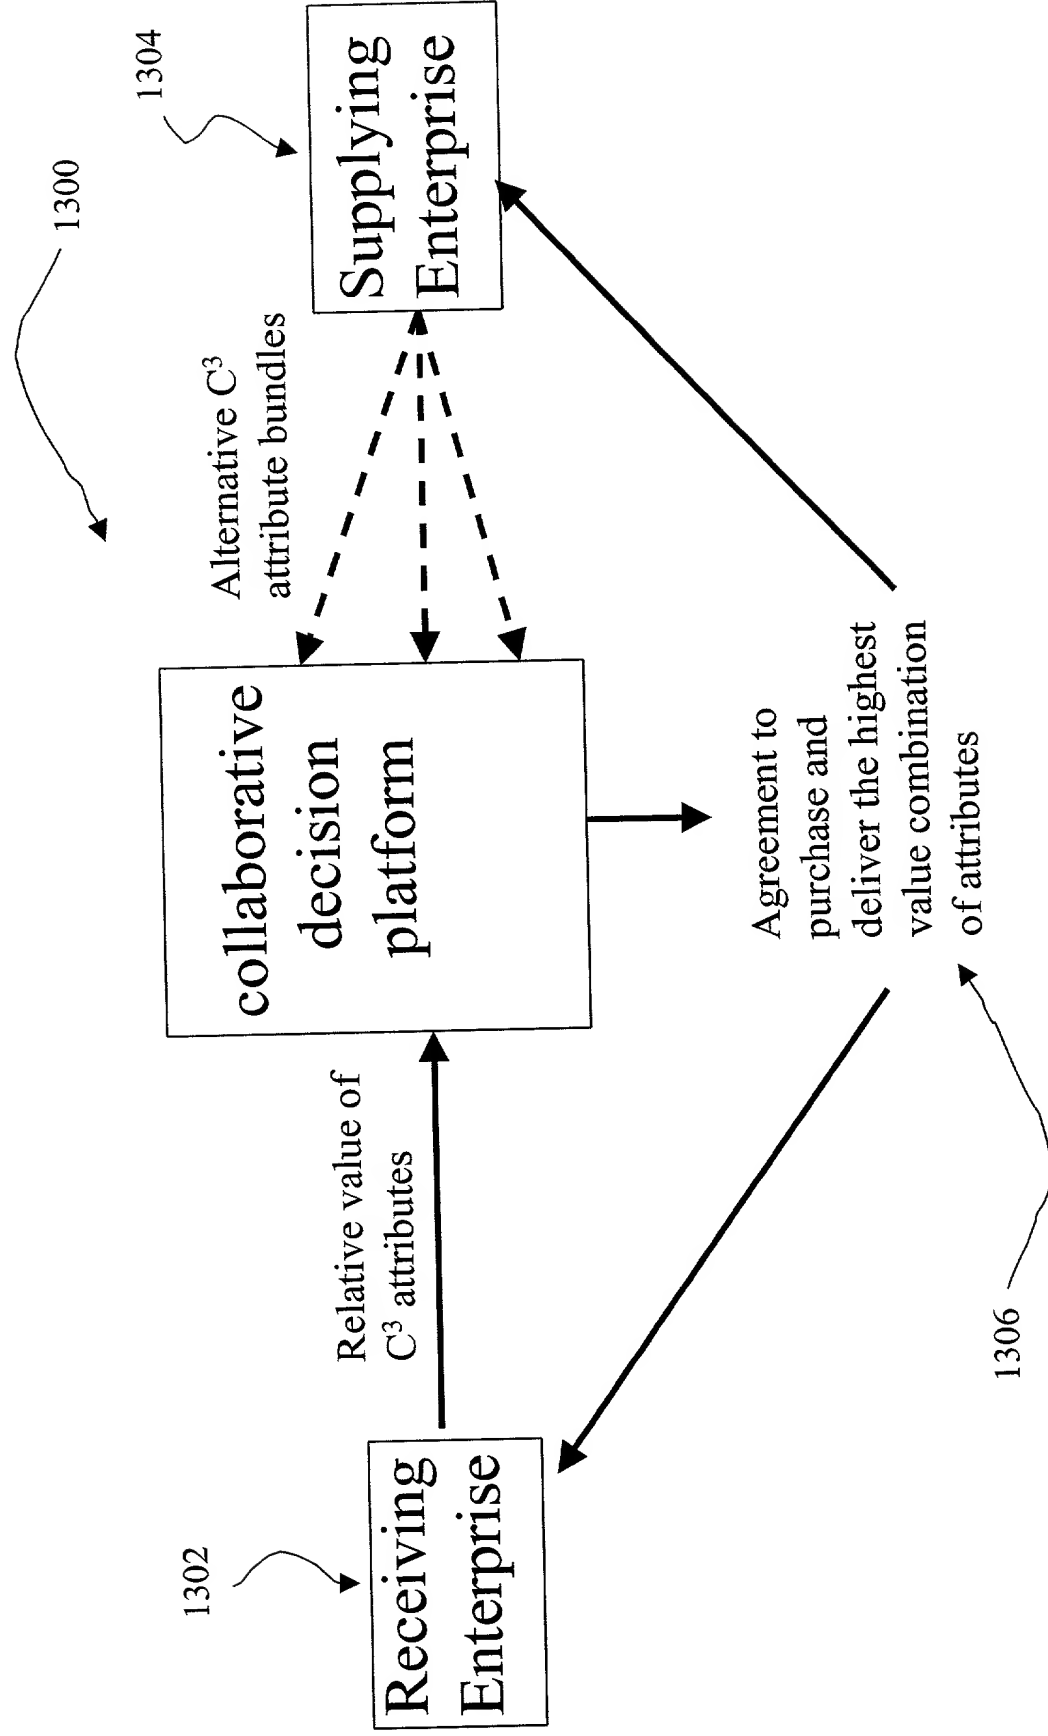 1300
1302
Receiving
Enterprise
Relative value of
C³ attributes
collaborative
decision
platform
Alternative C³
attribute bundles
1304
Supplying
Enterprise
Agreement to
purchase and
deliver the highest
value combination
of attributes
1306